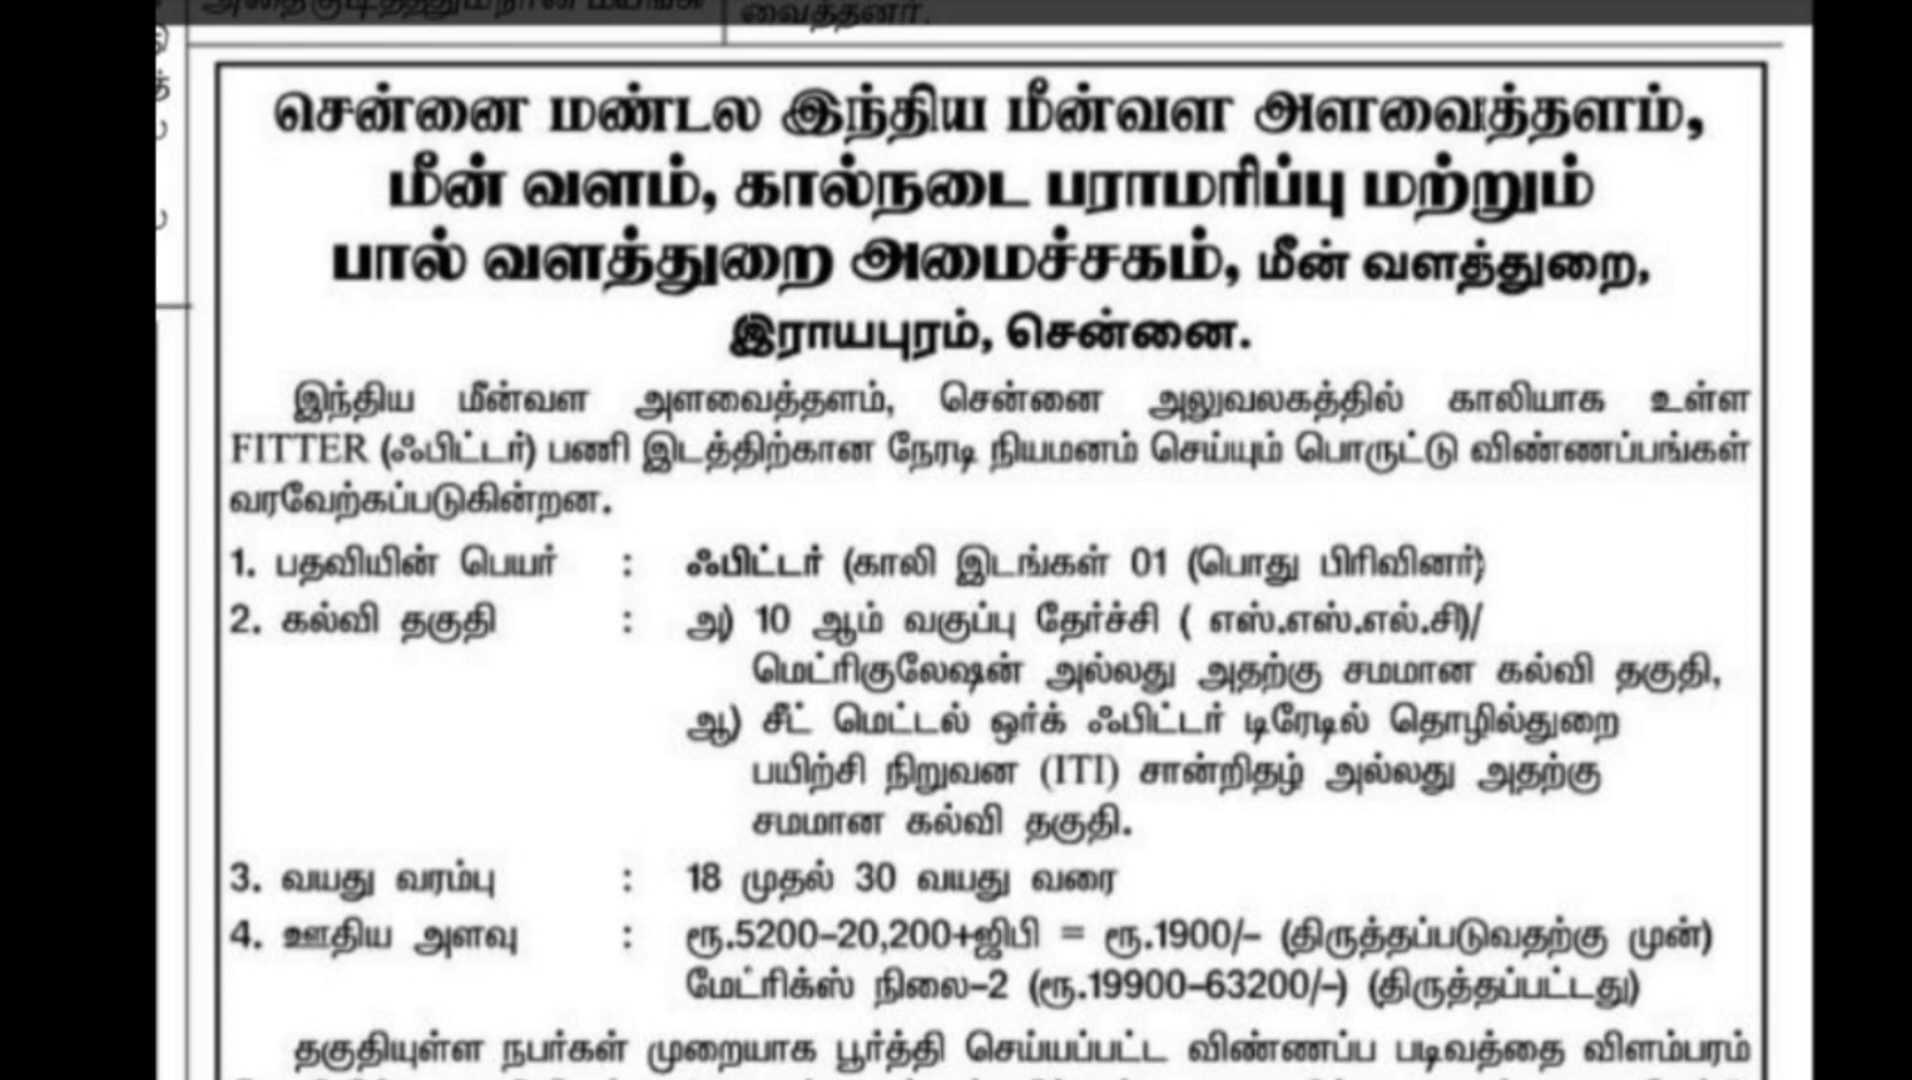 வைத்தனர்.
சென்னை மண்டல இந்திய மீன்வள அளவைத்தளம்,
மீன் வளம், கால்நடை பராமரிப்பு மற்றும்
பால் வளத்துறை அமைச்சகம், மீன் வளத்துறை,
இராயபுரம், சென்னை.
இந்திய மீன்வள அளவைத்தளம், சென்னை அலுவலகத்தில் காலியாக உள்ள
FITTER (ஃபிட்டர்) பணி இடத்திற்கான நேரடி நியமனம் செய்யும் பொருட்டு விண்ணப்பங்கள்
வரவேற்கப்படுகின்றன.
1. பதவியின் பெயர் : ஃபிட்டர் (காலி இடங்கள் 01 (பொது பிரிவினர்)
2. கல்வி தகுதி : அ) 10 ஆம் வகுப்பு தேர்ச்சி ( எஸ்.எஸ்.எல்.சி)/
மெட்ரிகுலேஷன் அல்லது அதற்கு சமமான கல்வி தகுதி,
ஆ) சீட் மெட்டல் ஒர்க் ஃபிட்டர் டிரேடில் தொழில்துறை
பயிற்சி நிறுவன (ITI) சான்றிதழ் அல்லது அதற்கு
சமமான கல்வி தகுதி.
3. வயது வரம்பு : 18 முதல் 30 வயது வரை
4. ஊதிய அளவு : ரூ.5200-20,200+ஜிபி = ரூ.1900/- (திருத்தப்படுவதற்கு முன்)
மேட்ரிக்ஸ் நிலை-2 (ரூ.19900-63200/-) (திருத்தப்பட்டது)
தகுதியுள்ள நபர்கள் முறையாக பூர்த்தி செய்யப்பட்ட விண்ணப்ப படிவத்தை விளம்பரம்